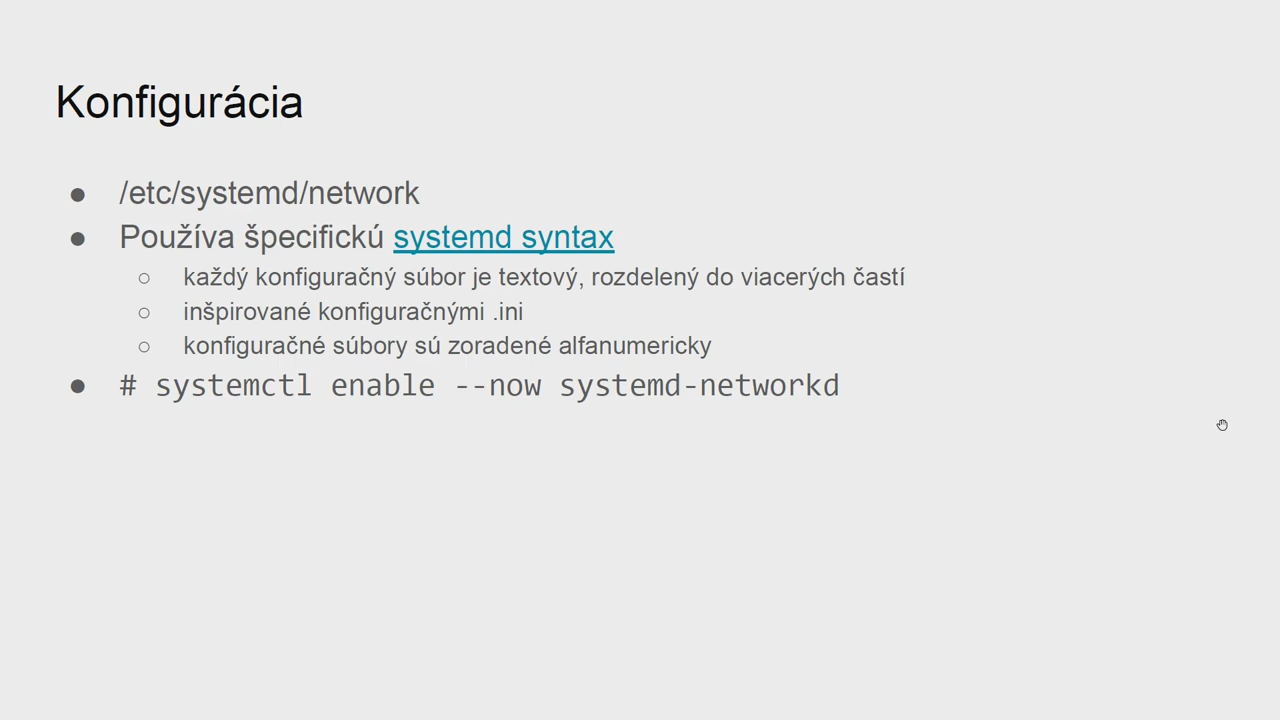 Konfigurácia
● /etc/systemd/network
● Používa špecifickú systemd syntax
○ každý konfiguračný súbor je textový, rozdelený do viacerých častí
○ inšpirované konfiguračnými .ini
○ konfiguračné súbory sú zoradené alfanumericky
● # systemctl enable --now systemd-networkd